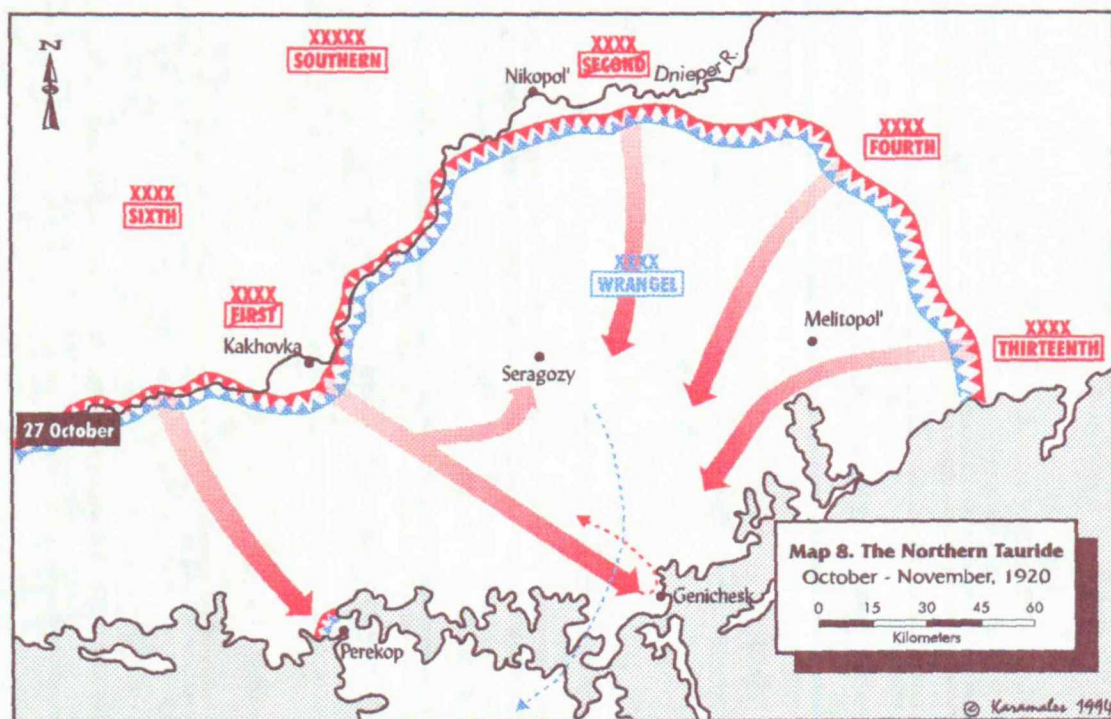 N
XXXXX
SOUTHERN
XXXX
SECOND
Dnieper R.
Nikopol'
XXXX
FOURTH
XXXX
SIXTH
XXXX
WRANGEL
XXXX
FIRST
Kakhovka
Melitopol'
XXXX
THIRTEENTH
Seragozy
27 October
Genichesk
Perekop
Map 8. The Northern Tauride
October - November, 1920
0 15 30 45 60
Kilometers
© Karamales 1994